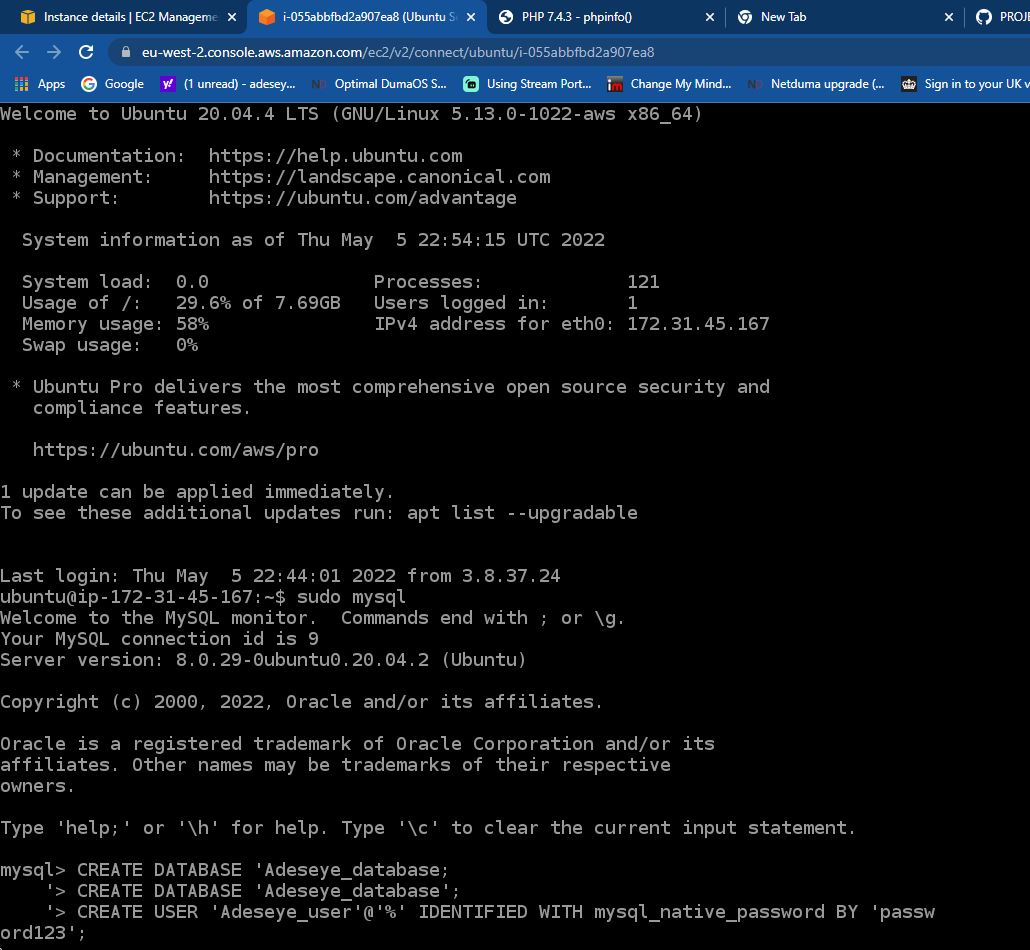 Instance details | EC2 Manageme
i-055abbfbd2a907ea8 (Ubuntu S
PHP 7.4.3 - phpinfo()
New Tab
PROJE
eu-west-2.console.aws.amazon.com/ec2/v2/connect/ubuntu/i-055abbfbd2a907ea8
Apps
Google
(1 unread) - adesey...
Optimal DumaOS S...
Using Stream Port...
Change My Mind...
Netduma upgrade (...
Sign in to your UK v
Welcome to Ubuntu 20.04.4 LTS (GNU/Linux 5.13.0-1022-aws x86_64)
* Documentation:  https://help.ubuntu.com
* Management:     https://landscape.canonical.com
* Support:        https://ubuntu.com/advantage
System information as of Thu May  5 22:54:15 UTC 2022
System load:  0.0               Processes:             121
Usage of /:   29.6% of 7.69GB   Users logged in:       1
Memory usage: 58%               IPv4 address for eth0: 172.31.45.167
Swap usage:   0%
* Ubuntu Pro delivers the most comprehensive open source security and
compliance features.
https://ubuntu.com/aws/pro
1 update can be applied immediately.
To see these additional updates run: apt list --upgradable
Last login: Thu May  5 22:44:01 2022 from 3.8.37.24
ubuntu@ip-172-31-45-167:~$ sudo mysql
Welcome to the MySQL monitor.  Commands end with ; or \g.
Your MySQL connection id is 9
Server version: 8.0.29-0ubuntu0.20.04.2 (Ubuntu)
Copyright (c) 2000, 2022, Oracle and/or its affiliates.
Oracle is a registered trademark of Oracle Corporation and/or its
affiliates. Other names may be trademarks of their respective
owners.
Type 'help;' or '\h' for help. Type '\c' to clear the current input statement.
mysql> CREATE DATABASE 'Adeseye_database;
'> CREATE DATABASE 'Adeseye_database';
'> CREATE USER 'Adeseye_user'@'%' IDENTIFIED WITH mysql_native_password BY 'passw
ord123';